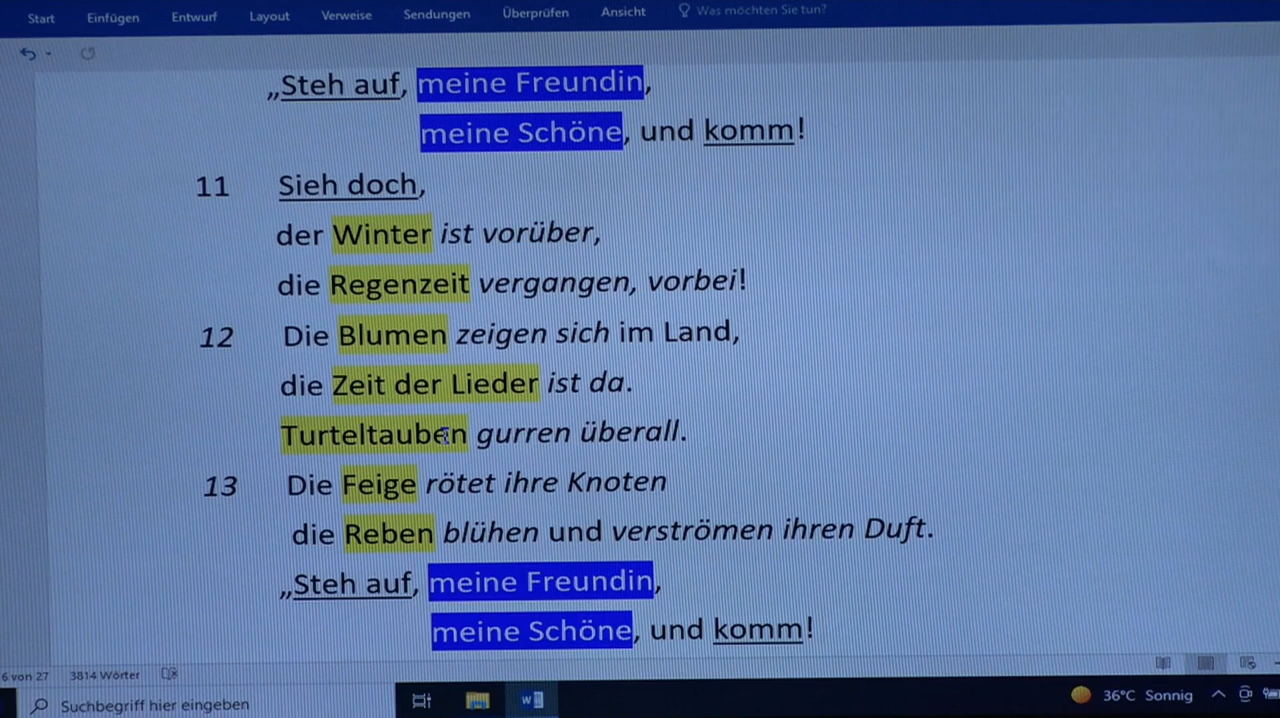 Start Einfügen Entwurf Layout Verweise Sendungen Überprüfen Ansicht Was möchten Sie tun?
„Steh auf, meine Freundin,
meine Schöne, und komm!
11 Sieh doch,
der Winter ist vorüber,
die Regenzeit vergangen, vorbei!
12 Die Blumen zeigen sich im Land,
die Zeit der Lieder ist da.
Turteltauben gurren überall.
13 Die Feige rötet ihre Knoten
die Reben blühen und verströmen ihren Duft.
„Steh auf, meine Freundin,
meine Schöne, und komm!
6 von 27 3814 Wörter
Suchbegriff hier eingeben W 36°C Sonnig